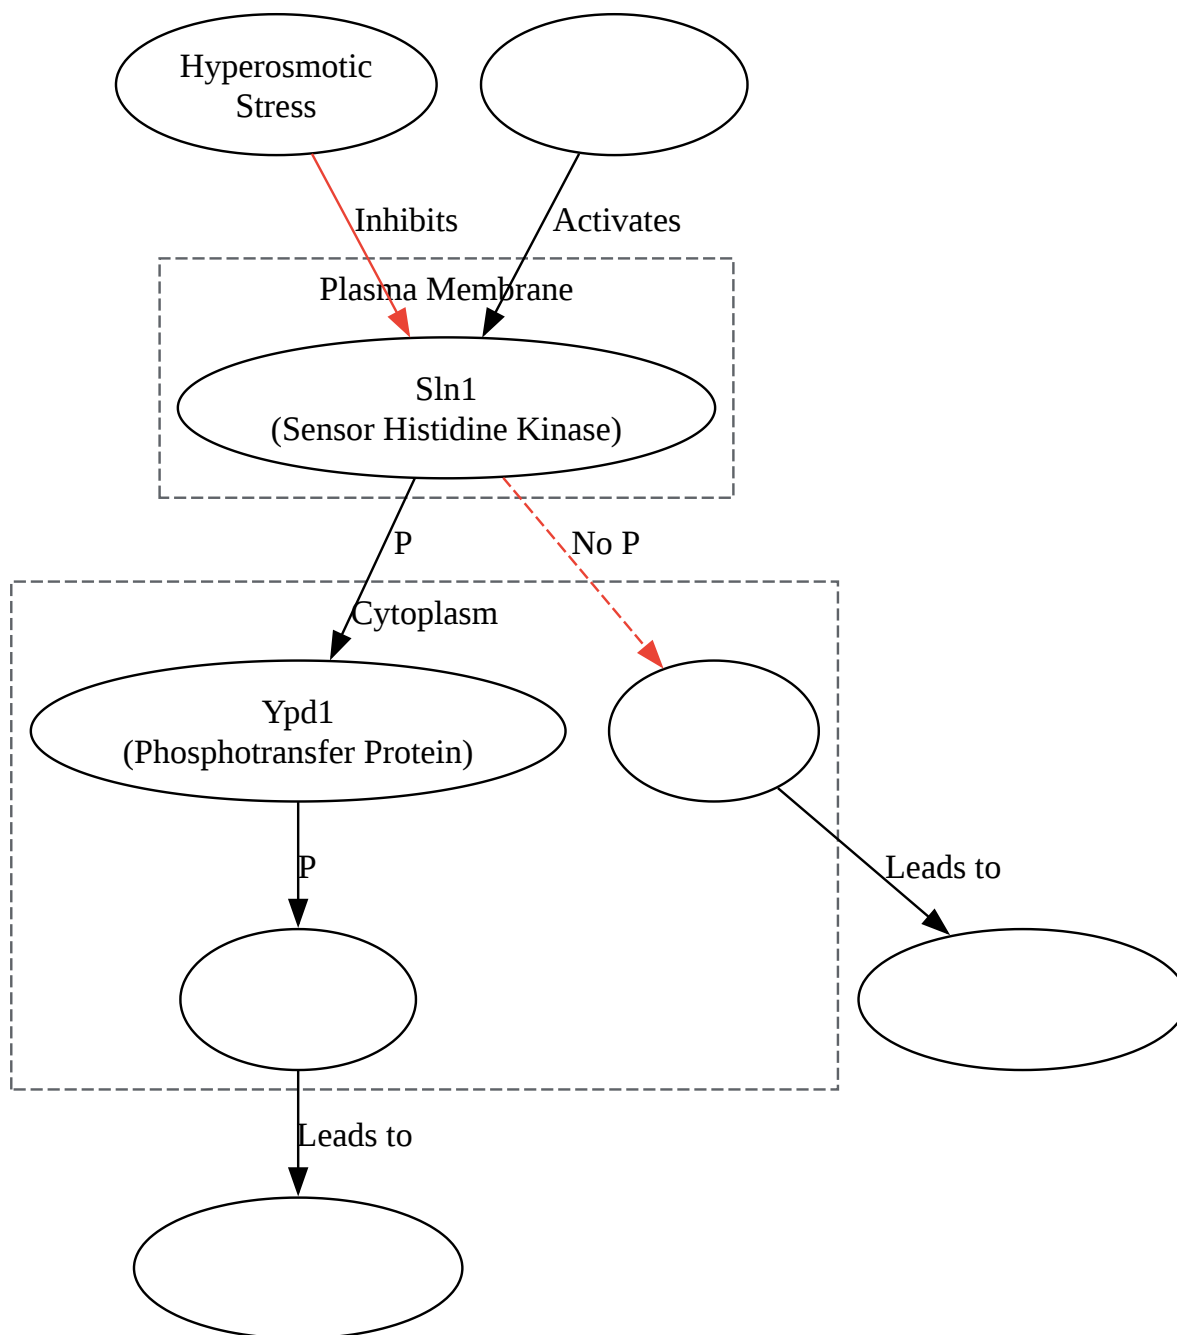 Hyperosmotic
Stress
Inhibits
Activates
Plasma Membrane
Sln1
(Sensor Histidine Kinase)
P
No P
Cytoplasm
Ypd1
(Phosphotransfer Protein)
P
Leads to
Leads to